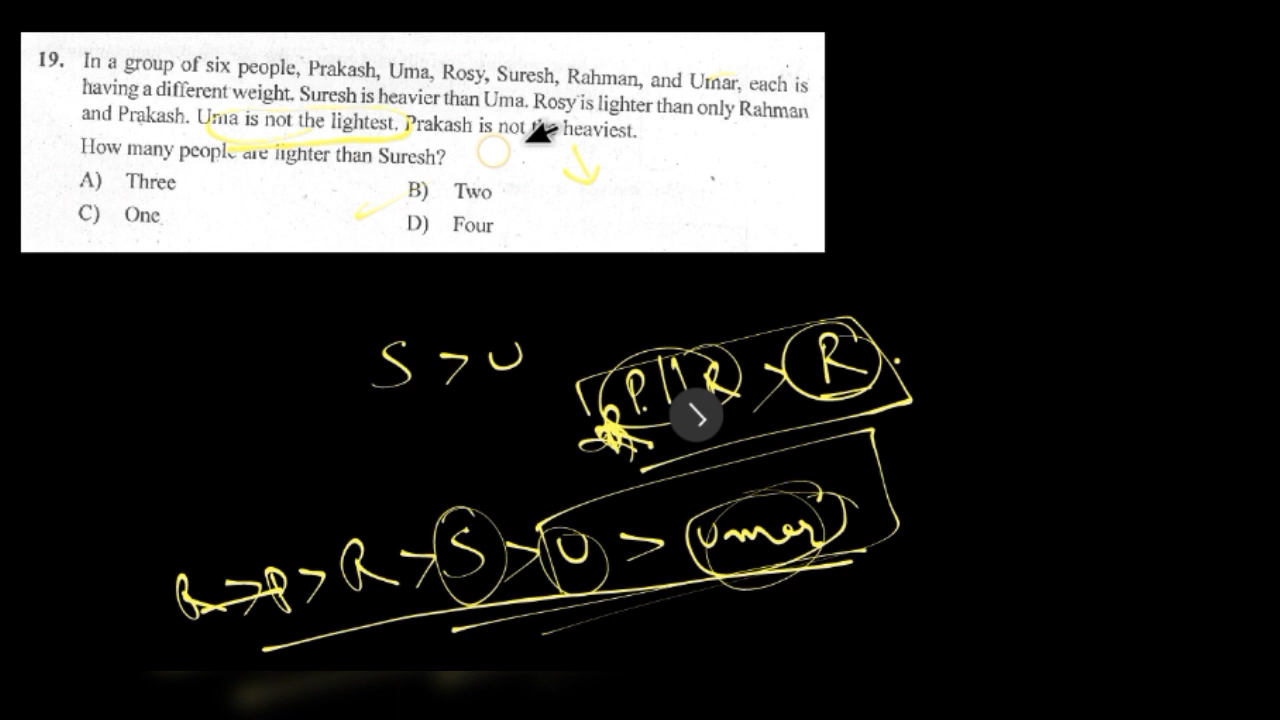 19. In a group of six people, Prakash, Uma, Rosy, Suresh, Rahman, and Umar, each is
having a different weight. Suresh is heavier than Uma. Rosy is lighter than only Rahman
and Prakash. Uma is not the lightest. Prakash is not the heaviest.
How many people are lighter than Suresh?
A) Three B) Two
C) One D) Four
S > U
P R > R
R > P > R > S > U > Umar